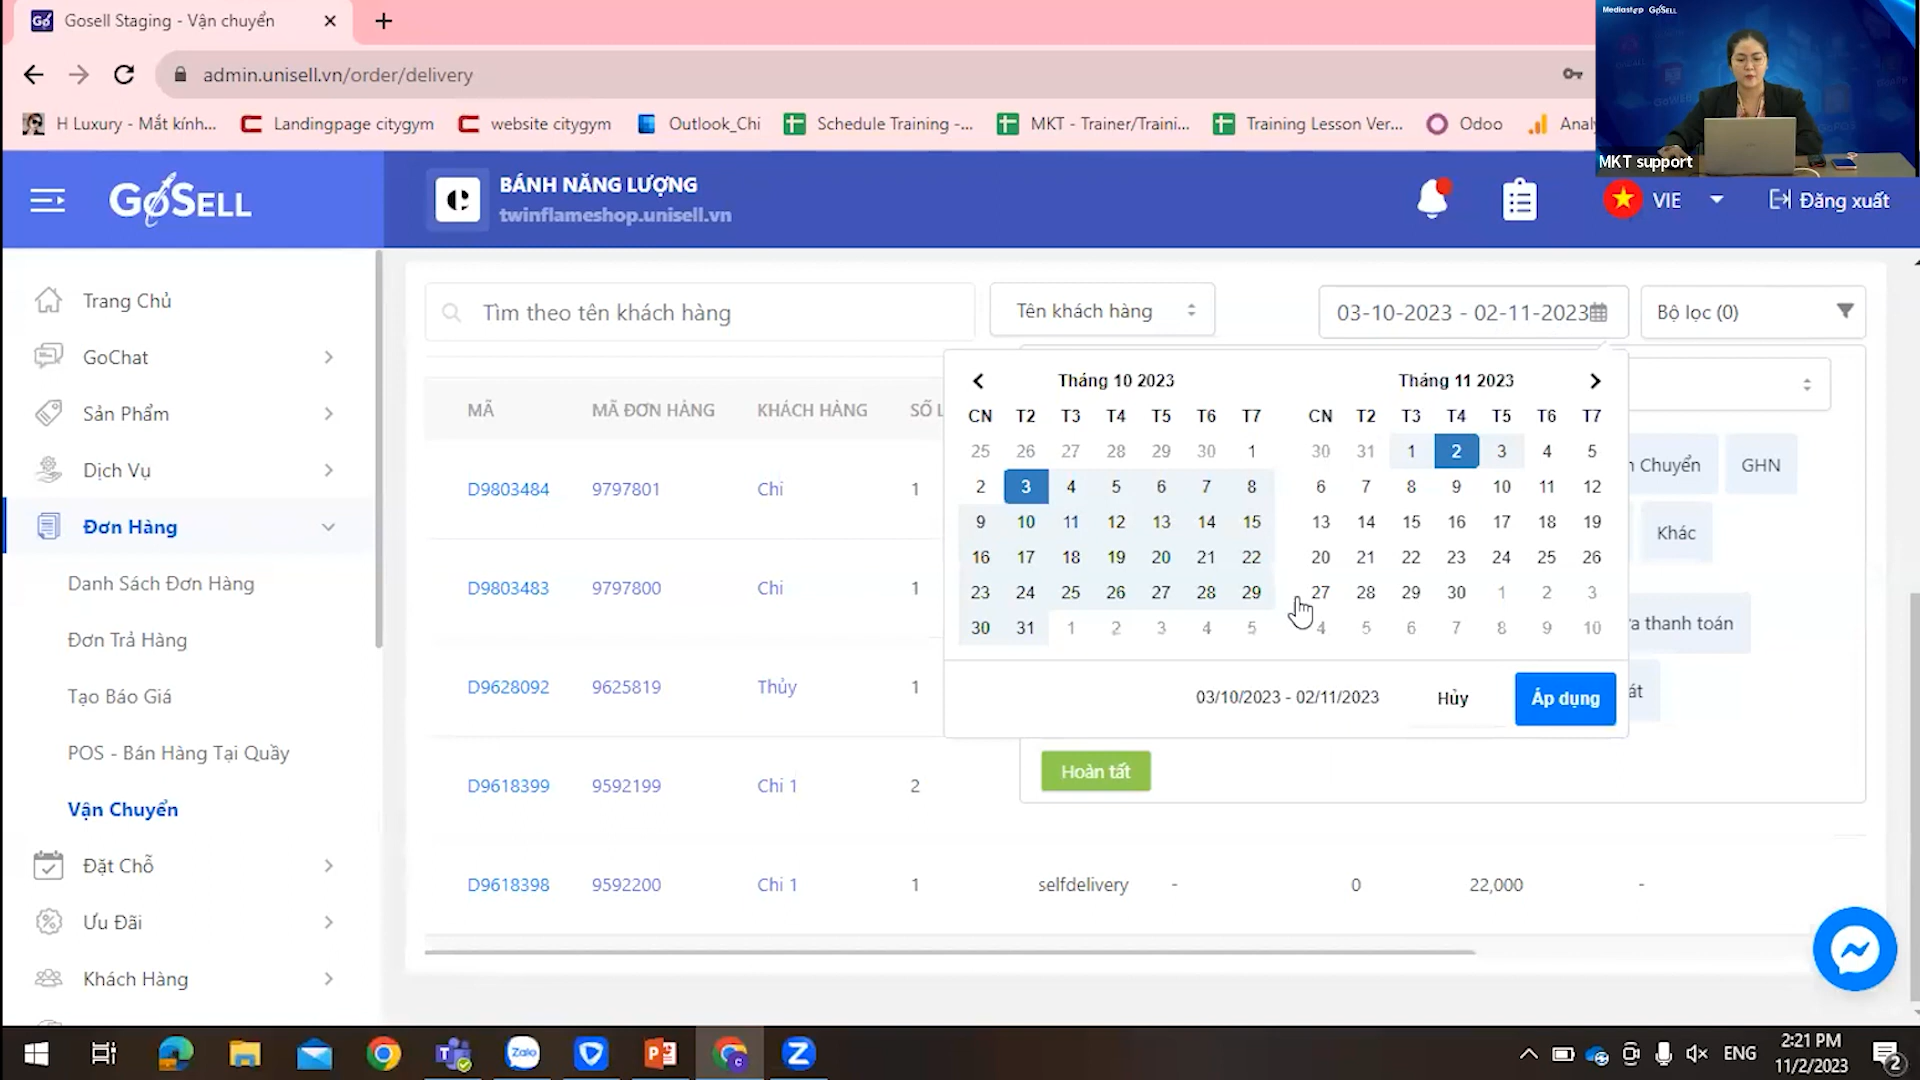 Gosell Staging - Vận chuyển
admin.unisell.vn/order/delivery
Mediastep GoSELL
MKT support
H Luxury - Mắt kính...
Landingpage citygym
website citygym
Outlook_Chi
Schedule Training -...
MKT - Trainer/Traini...
Training Lesson Ver...
Odoo
GoSELL
BÁNH NĂNG LƯỢNG
twinflameshop.unisell.vn
VIE
Đăng xuất
Trang Chủ
GoChat
Sản Phẩm
Dịch Vụ
Đơn Hàng
Danh Sách Đơn Hàng
Đơn Trả Hàng
Tạo Báo Giá
POS - Bán Hàng Tại Quầy
Vận Chuyển
Đặt Chỗ
Ưu Đãi
Khách Hàng
Tìm theo tên khách hàng
Tên khách hàng
03-10-2023 - 02-11-2023
Bộ lọc (0)
MÃ MÃ ĐƠN HÀNG KHÁCH HÀNG SỐ
D9803484 9797801 Chi 1
D9803483 9797800 Chi 1
D9628092 9625819 Thủy 1
D9618399 9592199 Chi 1 2
D9618398 9592200 Chi 1 1 selfdelivery - 0 22,000 -
Tháng 10 2023
CN T2 T3 T4 T5 T6 T7
25 26 27 28 29 30 1
2 3 4 5 6 7 8
9 10 11 12 13 14 15
16 17 18 19 20 21 22
23 24 25 26 27 28 29
30 31 1 2 3 4 5
Tháng 11 2023
CN T2 T3 T4 T5 T6 T7
30 31 1 2 3 4 5
6 7 8 9 10 11 12
13 14 15 16 17 18 19
20 21 22 23 24 25 26
27 28 29 30 1 2 3
4 5 6 7 8 9 10
03/10/2023 - 02/11/2023
Hủy
Áp dụng
Chuyển
GHN
Khác
thanh toán
Hoàn tất
Zalo
ENG
2:21 PM
11/2/2023
2